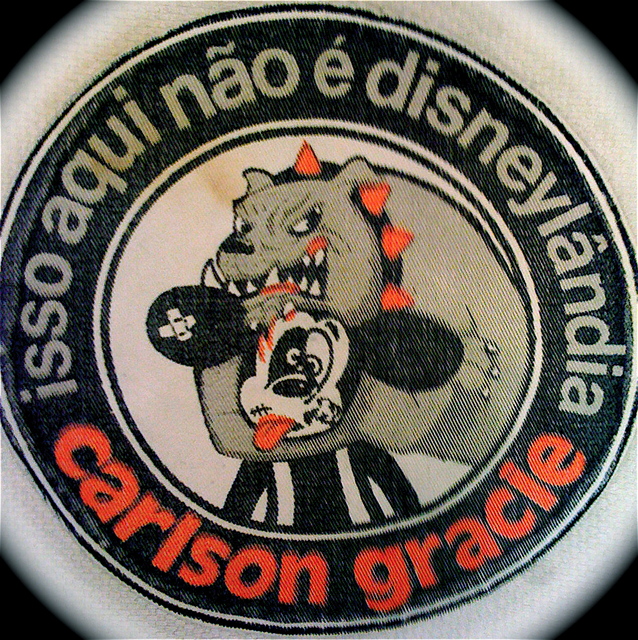 isso aqui não é disneylândia
carlson gracie